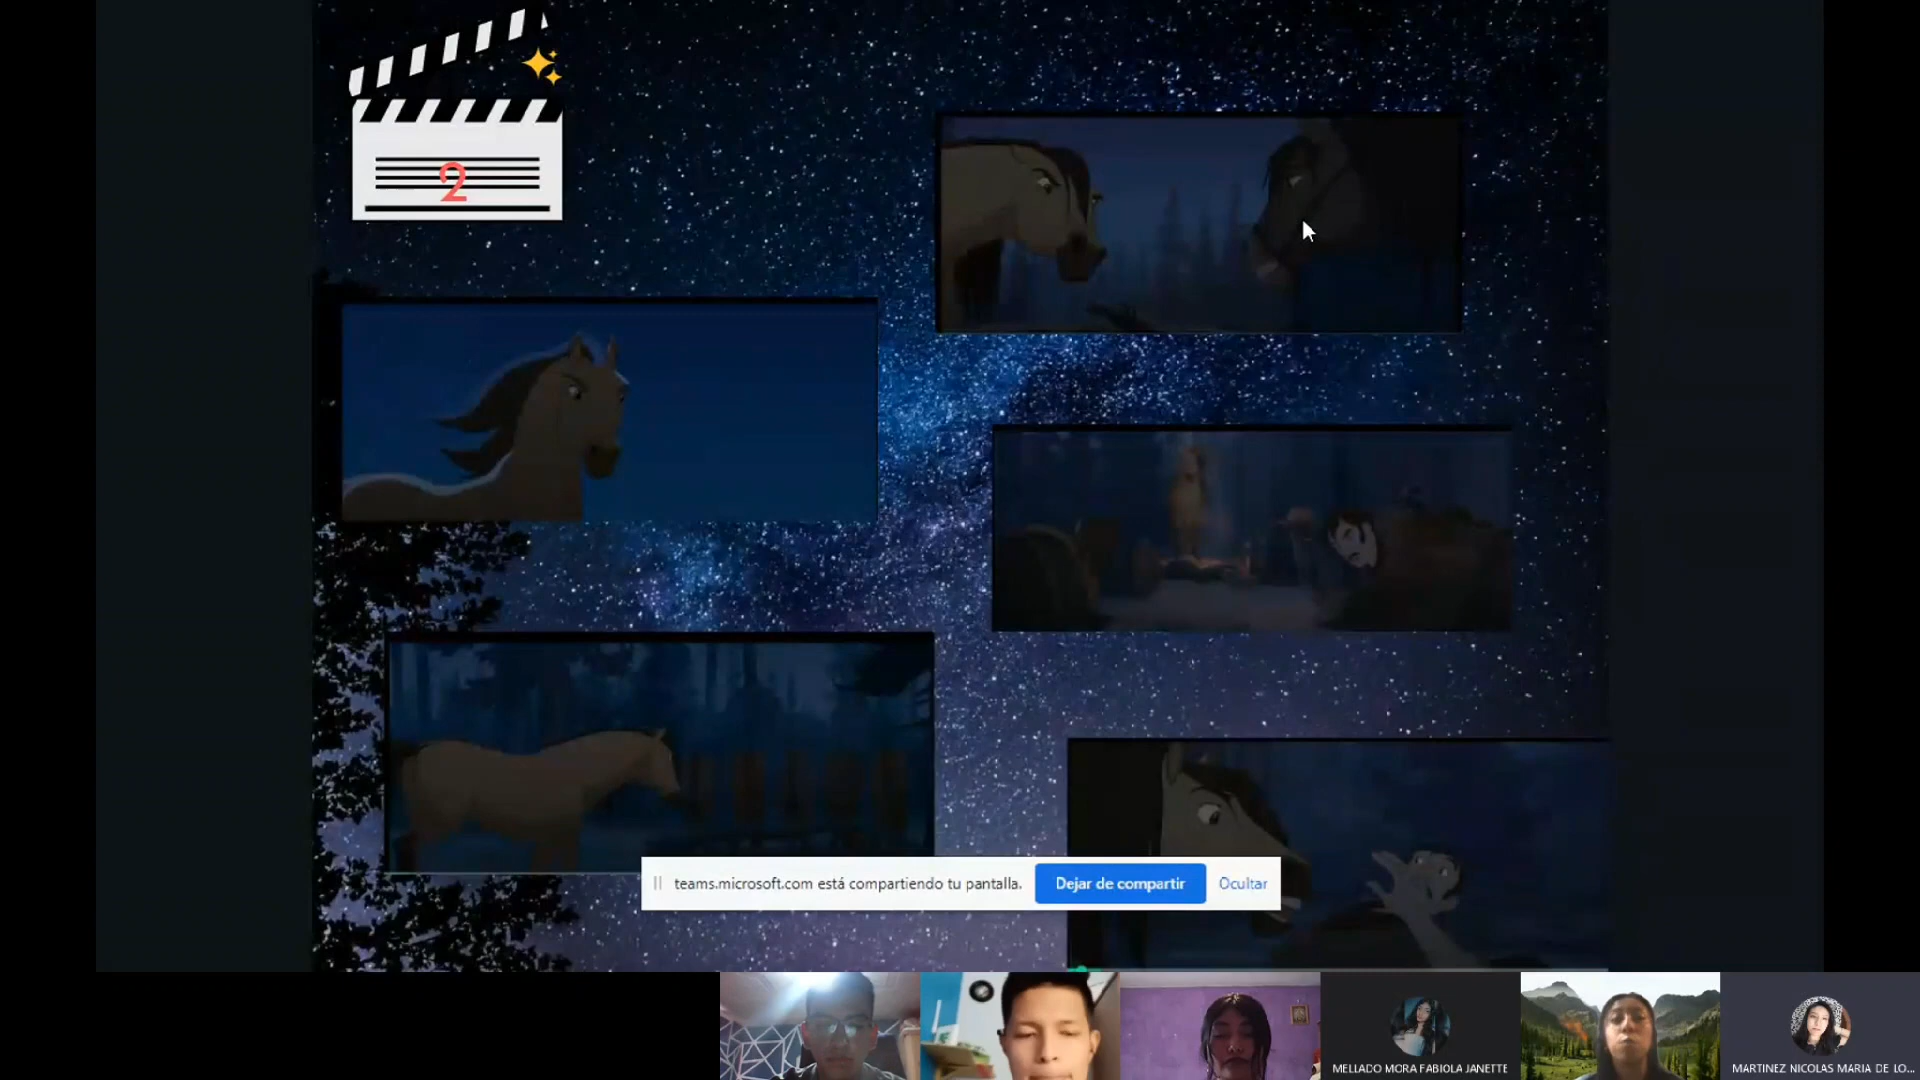 2
teams.microsoft.com está compartiendo tu pantalla.
Dejar de compartir
Ocultar
MELLADO MORA FABIOLA JANETTE
MARTINEZ NICOLAS MARIA DE LO...